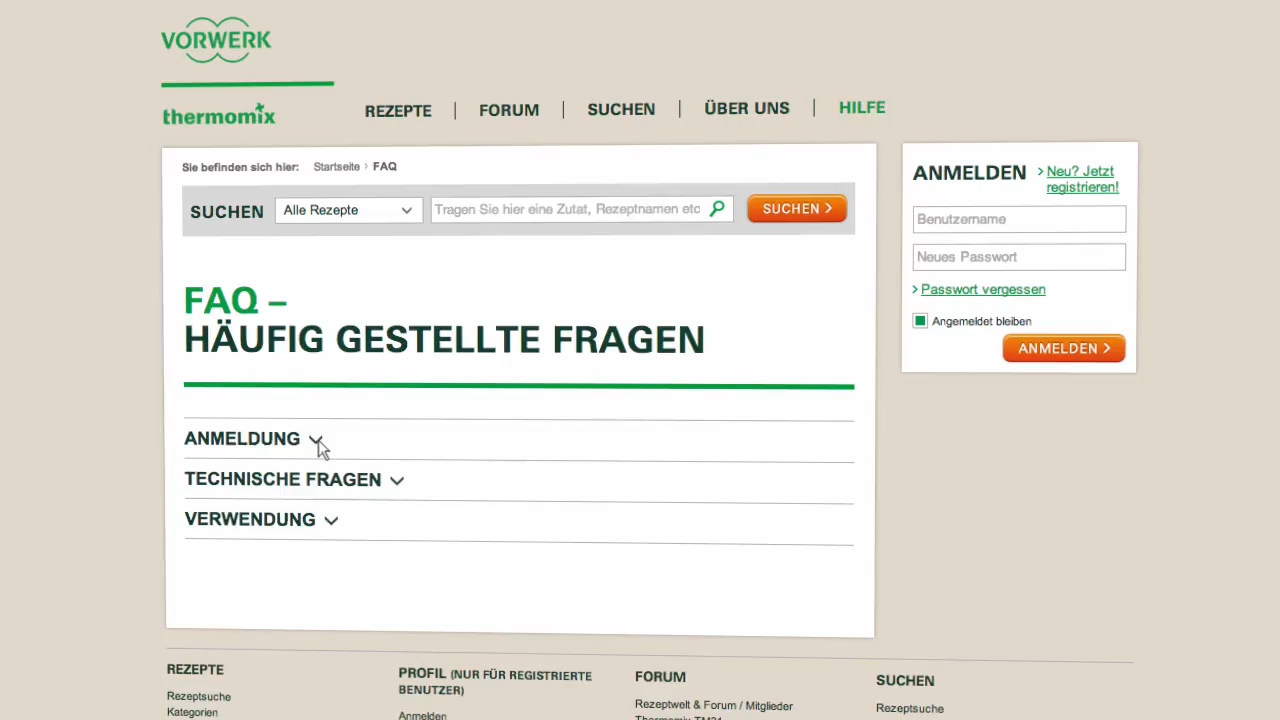 VORWERK
thermomix
REZEPTE | FORUM | SUCHEN | ÜBER UNS | HILFE
Sie befinden sich hier: Startseite › FAQ
SUCHEN Alle Rezepte Tragen Sie hier eine Zutat, Rezeptnamen etc SUCHEN >
FAQ –
HÄUFIG GESTELLTE FRAGEN
ANMELDUNG
TECHNISCHE FRAGEN
VERWENDUNG
ANMELDEN > Neu? Jetzt
registrieren!
Benutzername
Neues Passwort
> Passwort vergessen
Angemeldet bleiben
ANMELDEN >
REZEPTE
Rezeptsuche
Kategorien
PROFIL (NUR FÜR REGISTRIERTE
BENUTZER)
Anmelden
FORUM
Rezeptwelt & Forum / Mitglieder
Thermomix TM31
SUCHEN
Rezeptsuche